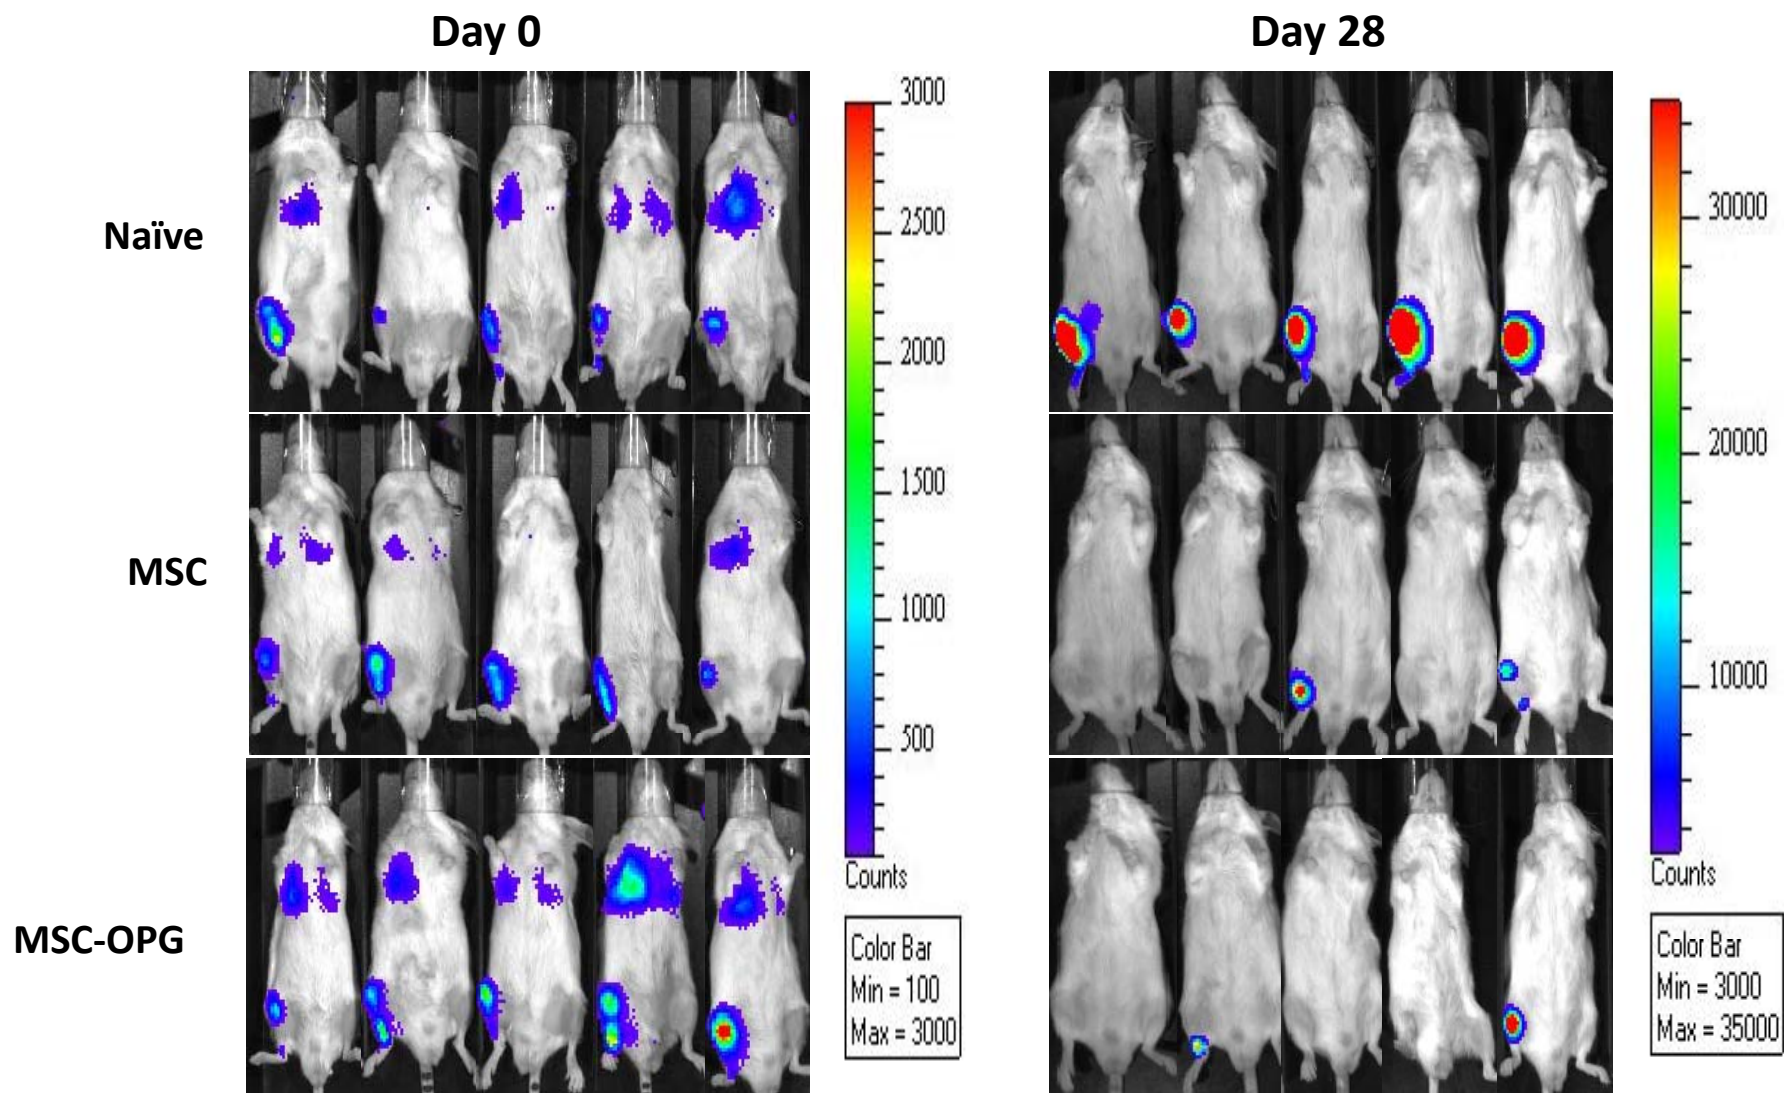 Day 0
Day 28
Naïve
MSC
MSC-OPG
3000
2500
2000
1500
1000
500
Counts
Color Bar
Min = 100
Max = 3000
30000
20000
10000
Counts
Color Bar
Min = 3000
Max = 35000